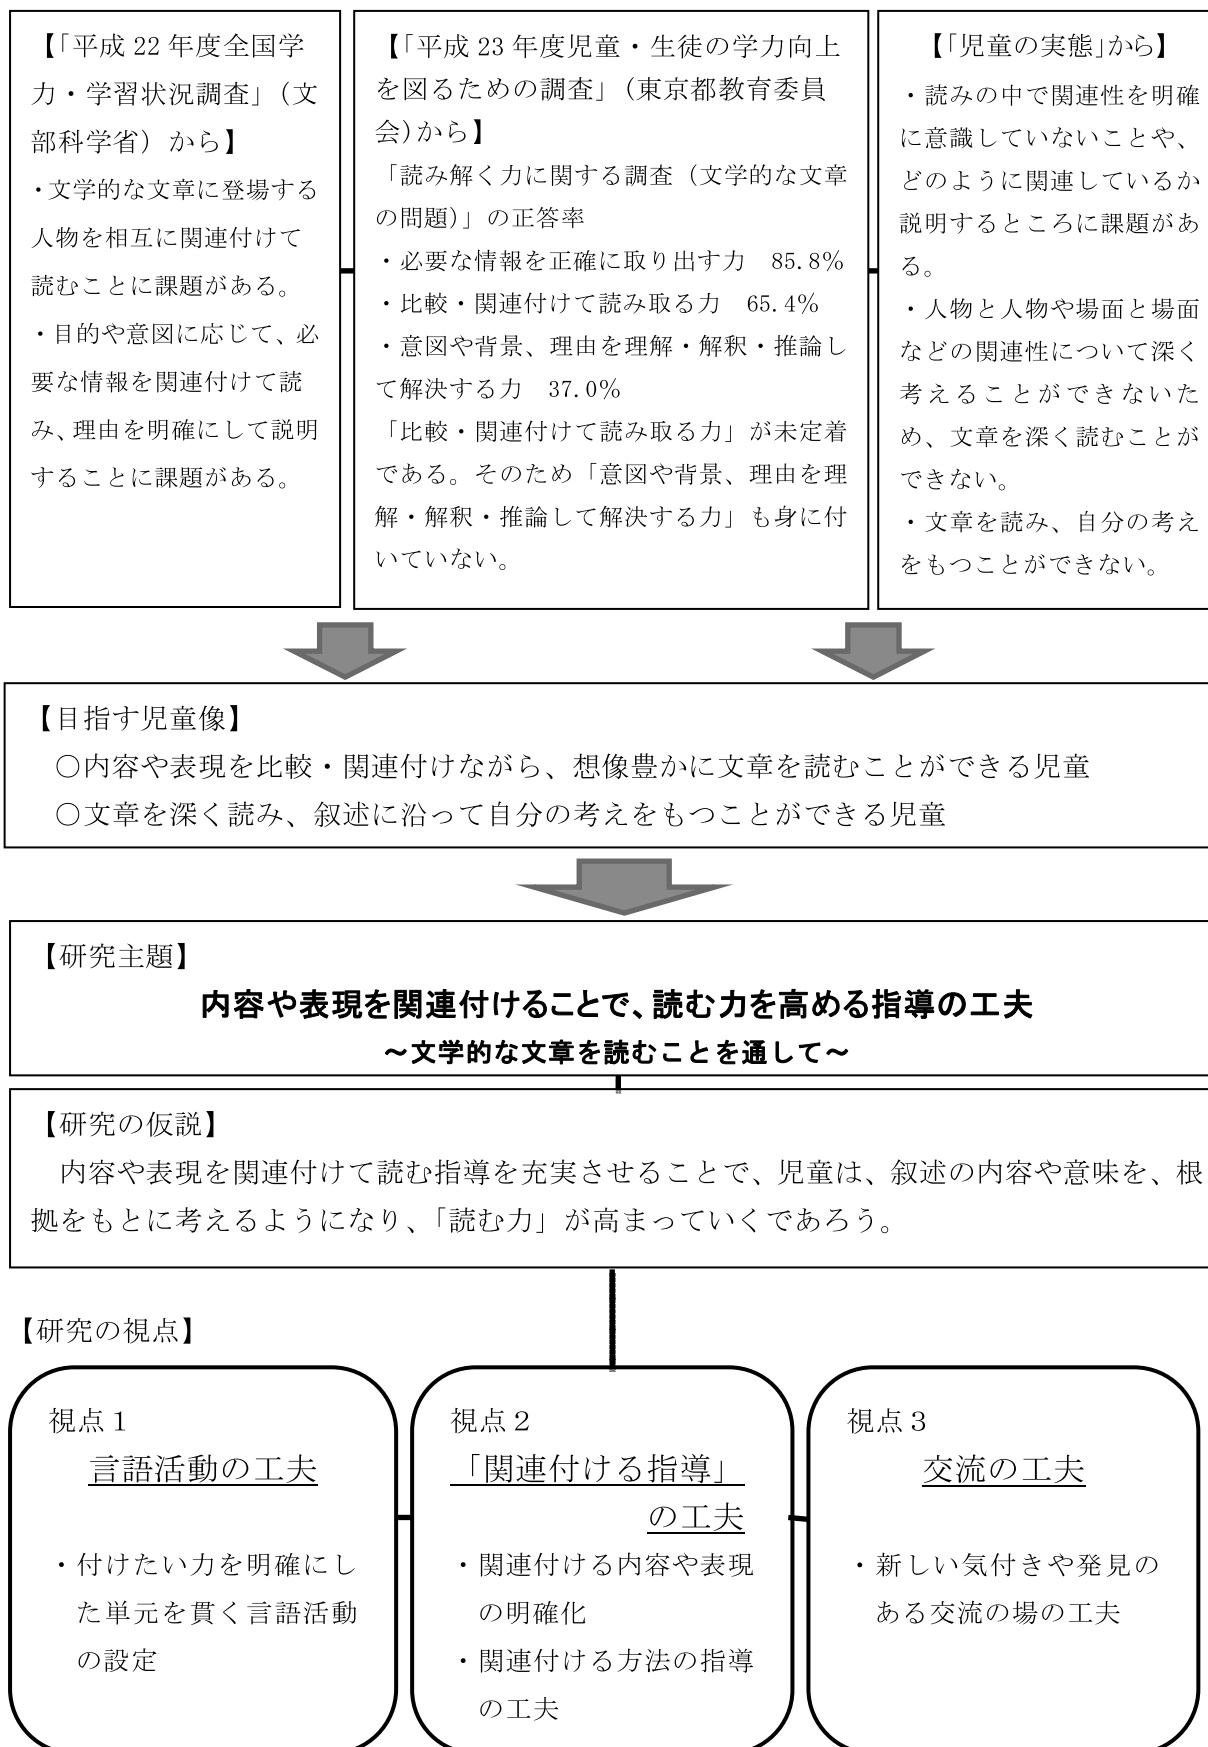 【「平成 22 年度全国学
力・学習状況調査」（文
部科学省）から】
・文学的な文章に登場する
人物を相互に関連付けて
読むことに課題がある。
・目的や意図に応じて、必
要な情報を関連付けて読
み、理由を明確にして説明
することに課題がある。
【「平成 23 年度児童・生徒の学力向上
を図るための調査」（東京都教育委員
会)から】
「読み解く力に関する調査（文学的な文章
の問題）」の正答率
・必要な情報を正確に取り出す力　85.8%
・比較・関連付けて読み取る力　65.4%
・意図や背景、理由を理解・解釈・推論し
て解決する力　37.0%
「比較・関連付けて読み取る力」が未定着
である。そのため「意図や背景、理由を理
解・解釈・推論して解決する力」も身に付
いていない。
【「児童の実態」から】
・読みの中で関連性を明確
に意識していないことや、
どのように関連しているか
説明するところに課題があ
る。
・人物と人物や場面と場面
などの関連性について深く
考えることができないた
め、文章を深く読むことが
できない。
・文章を読み、自分の考え
をもつことができない。
【目指す児童像】
○内容や表現を比較・関連付けながら、想像豊かに文章を読むことができる児童
○文章を深く読み、叙述に沿って自分の考えをもつことができる児童
【研究主題】
内容や表現を関連付けることで、読む力を高める指導の工夫
～文学的な文章を読むことを通して～
【研究の仮説】
内容や表現を関連付けて読む指導を充実させることで、児童は、叙述の内容や意味を、根
拠をもとに考えるようになり、「読む力」が高まっていくであろう。
【研究の視点】
視点１
言語活動の工夫
・付けたい力を明確にし
た単元を貫く言語活動
の設定
視点２
「関連付ける指導」
の工夫
・関連付ける内容や表現
の明確化
・関連付ける方法の指導
の工夫
視点３
交流の工夫
・新しい気付きや発見の
ある交流の場の工夫